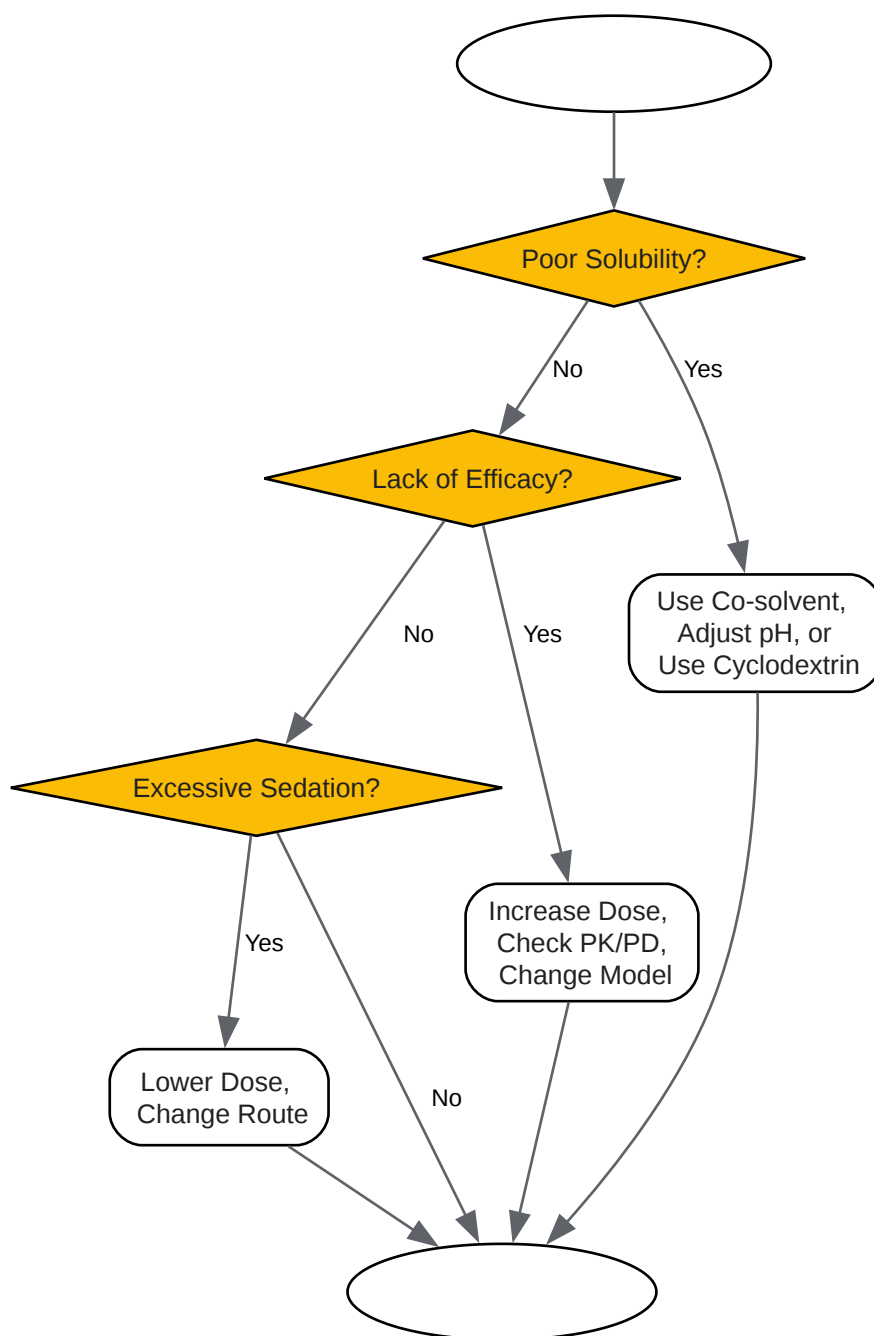 Poor Solubility?
No
Yes
Lack of Efficacy?
Use Co-solvent,
Adjust pH, or
Use Cyclodextrin
No
Yes
Excessive Sedation?
Increase Dose,
Check PK/PD,
Change Model
Yes
Lower Dose,
Change Route
No